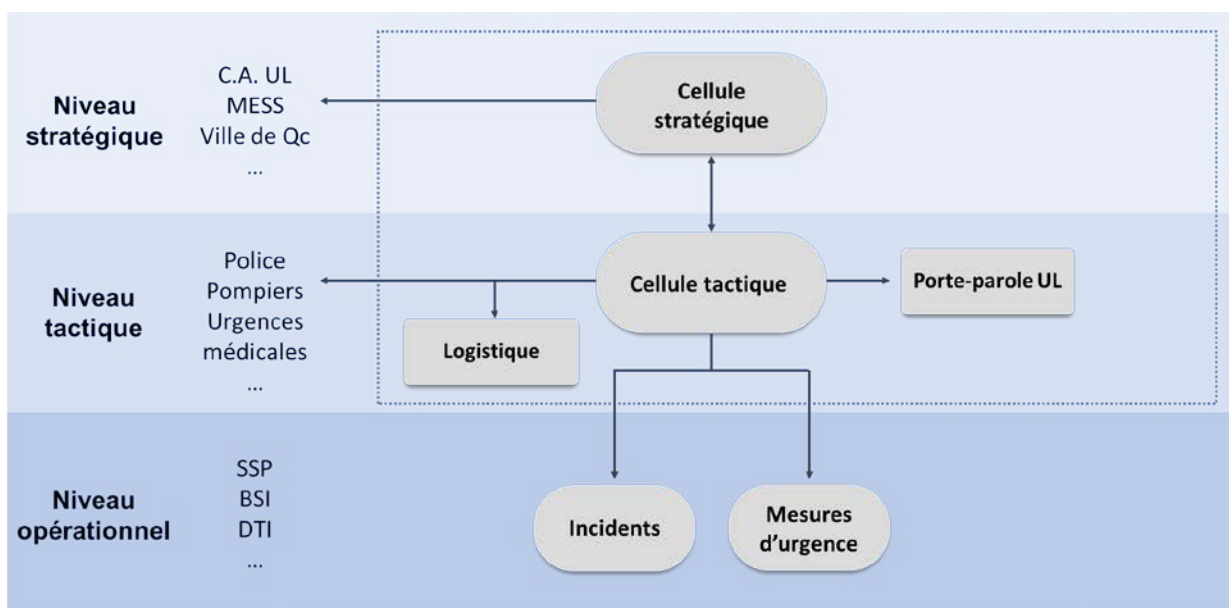 Niveau
stratégique
C.A. UL
MESS
Ville de Qc
...
Cellule
stratégique
Niveau
tactique
Police
Pompiers
Urgences
médicales
...
Cellule tactique
Porte-parole UL
Logistique
Niveau
opérationnel
SSP
BSI
DTI
...
Incidents
Mesures
d'urgence